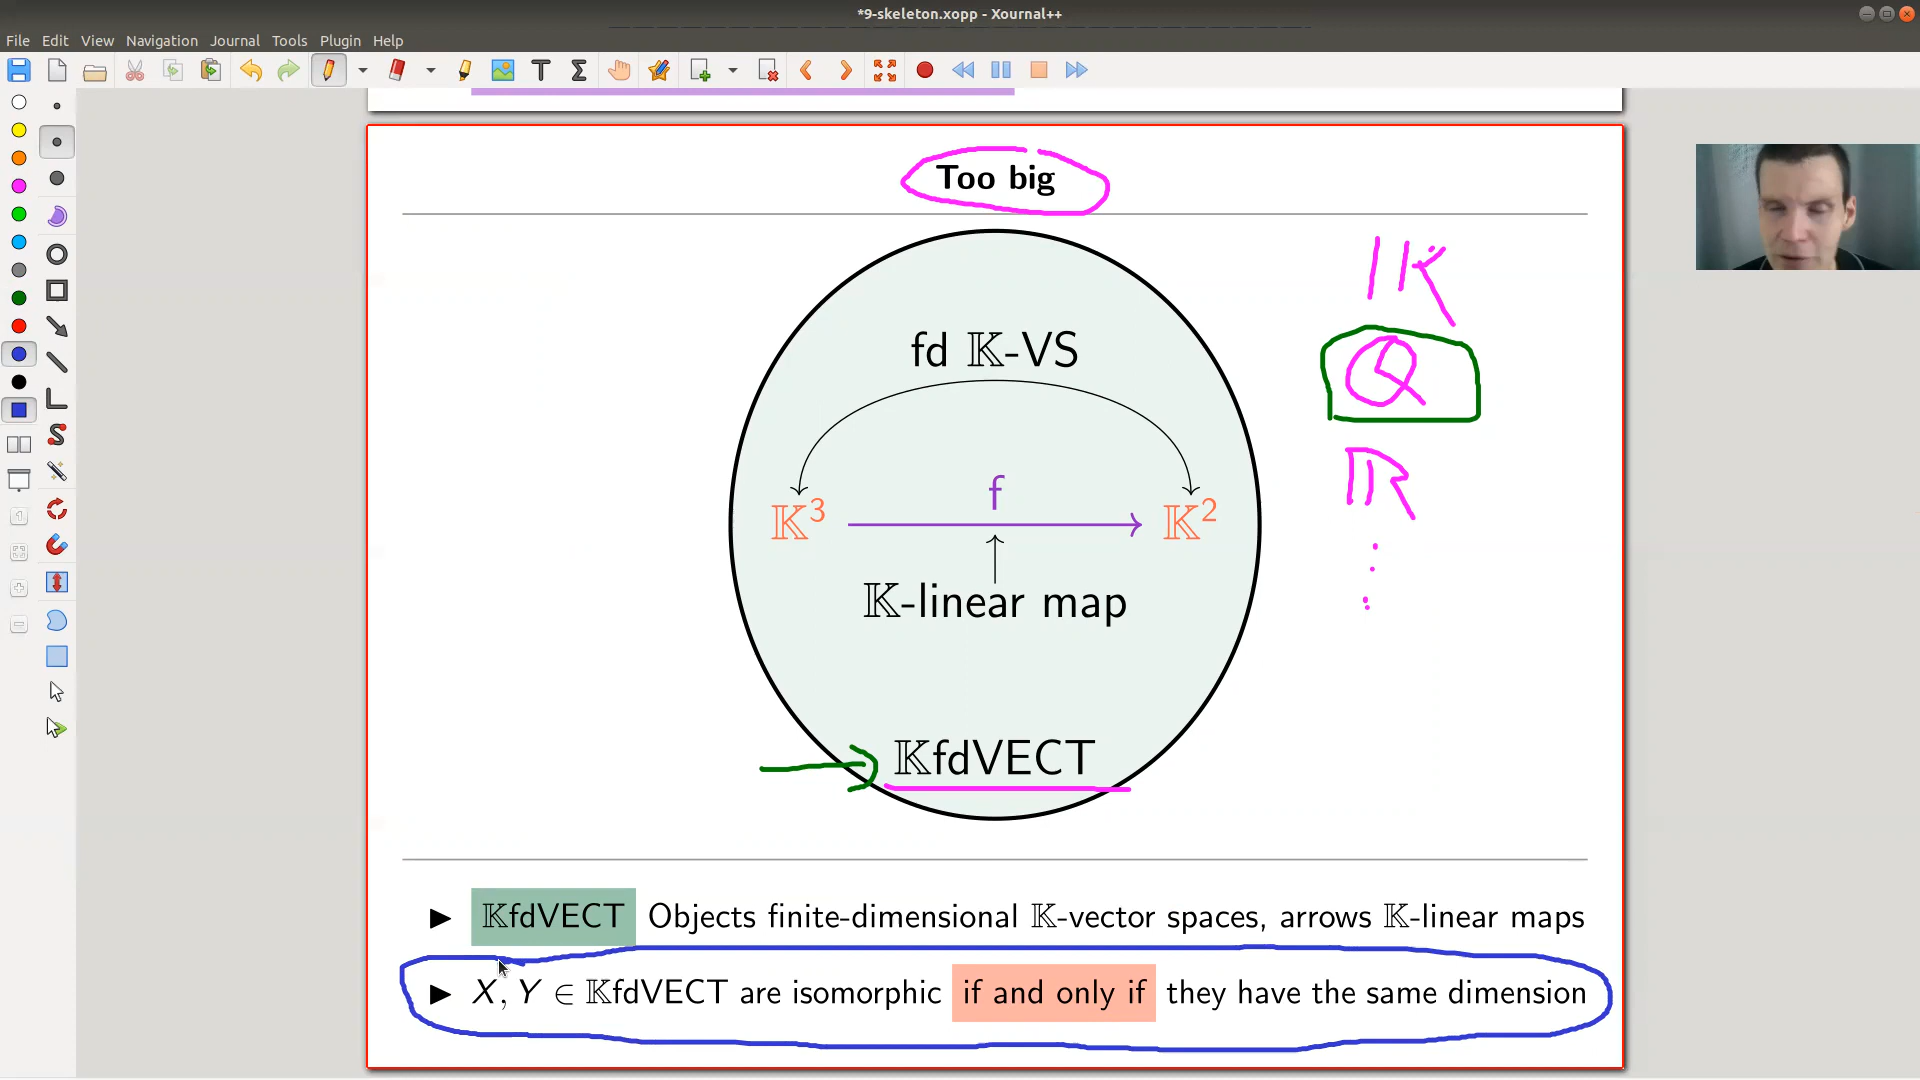 *9-skeleton.xopp - Xournal++
File Edit View Navigation Journal Tools Plugin Help
Too big
𝕂
fd 𝕂-VS
ℚ
f
𝕂³ 𝕂²
ℝ
𝕂-linear map
𝕂fdVECT
► 𝕂fdVECT Objects finite-dimensional 𝕂-vector spaces, arrows 𝕂-linear maps
► X, Y ∈ 𝕂fdVECT are isomorphic if and only if they have the same dimension